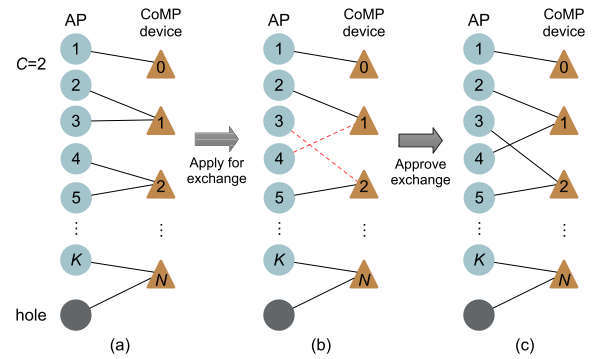 AP CoMP device AP CoMP device AP CoMP device
C=2 1 0 1 0 1 0
2 2 2
3 1 3 1 3 1
Apply for exchange Approve exchange
4 4 4
5 2 5 2 5 2
⋮ ⋮ ⋮ ⋮ ⋮ ⋮
K N K N K N
hole
(a) (b) (c)